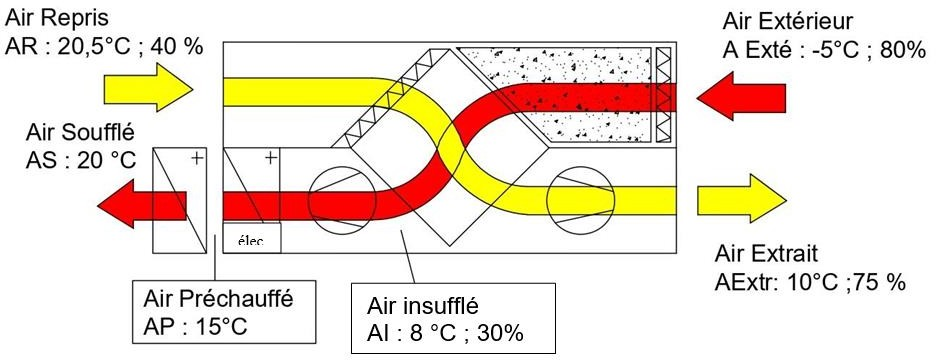 Air Repris
AR : 20,5°C ; 40 %
Air Extérieur
A Exté : -5°C ; 80%
Air Soufflé
AS : 20 °C
+
+
élec
Air Extrait
AExtr: 10°C ;75 %
Air Préchauffé
AP : 15°C
Air insufflé
AI : 8 °C ; 30%